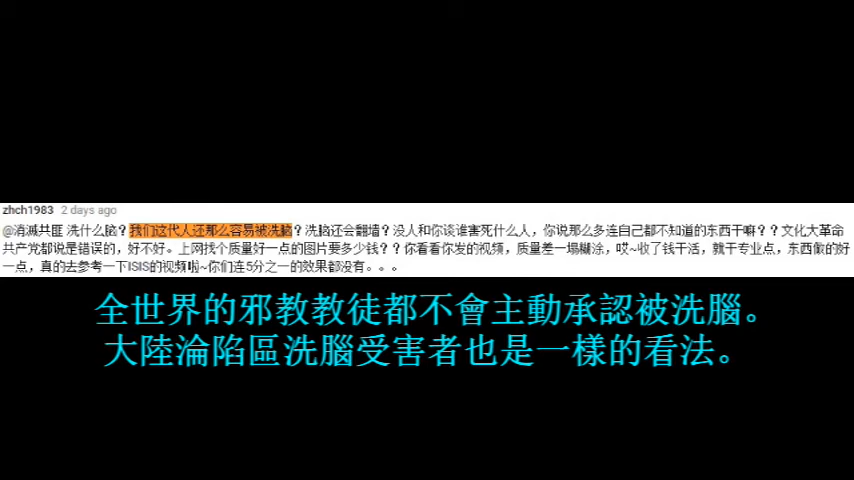 zhch1983 2 days ago
@消滅共匪 洗什么脑？我们这代人还那么容易被洗脑？洗脑还会翻墙？没人和你谈谁害死什么人，你说那么多连自己都不知道的东西干嘛？？文化大革命
共产党都说是错误的，好不好。上网找个质量好一点的图片要多少钱？？你看看你发的视频，质量差一塌糊涂，哎~收了钱干活，就干专业点，东西做的好
一点，真的去参考一下ISIS的视频啦~你们连5分之一的效果都没有。。。
全世界的邪教教徒都不會主動承認被洗腦。
大陸淪陷區洗腦受害者也是一樣的看法。